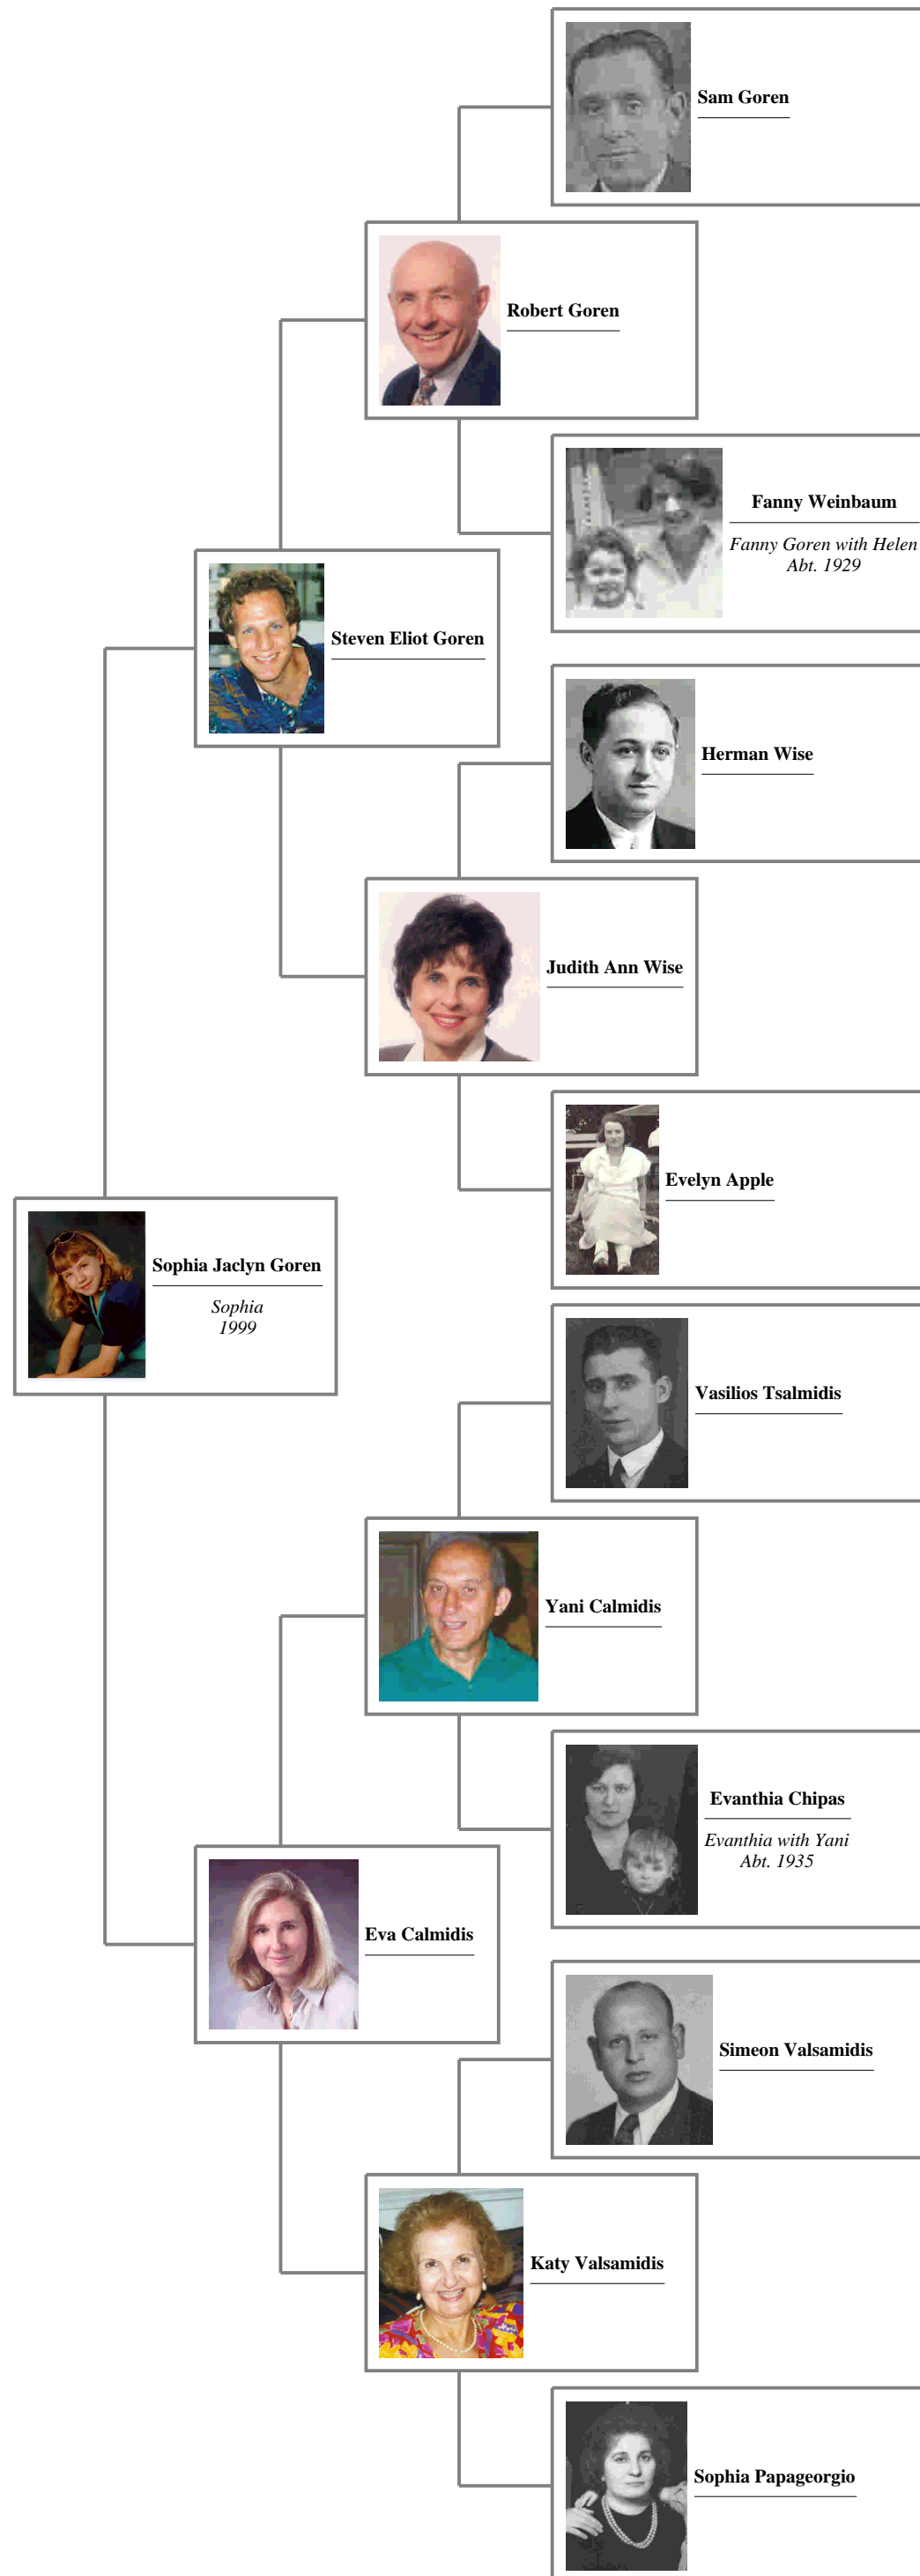 Sam Goren
Robert Goren
Fanny Weinbaum
Fanny Goren with Helen
Abt. 1929
Steven Eliot Goren
Herman Wise
Judith Ann Wise
Evelyn Apple
Sophia Jaclyn Goren
Sophia
1999
Vasilios Tsalmidis
Yani Calmidis
Evanthia Chipas
Evanthia with Yani
Abt. 1935
Eva Calmidis
Simeon Valsamidis
Katy Valsamidis
Sophia Papageorgio